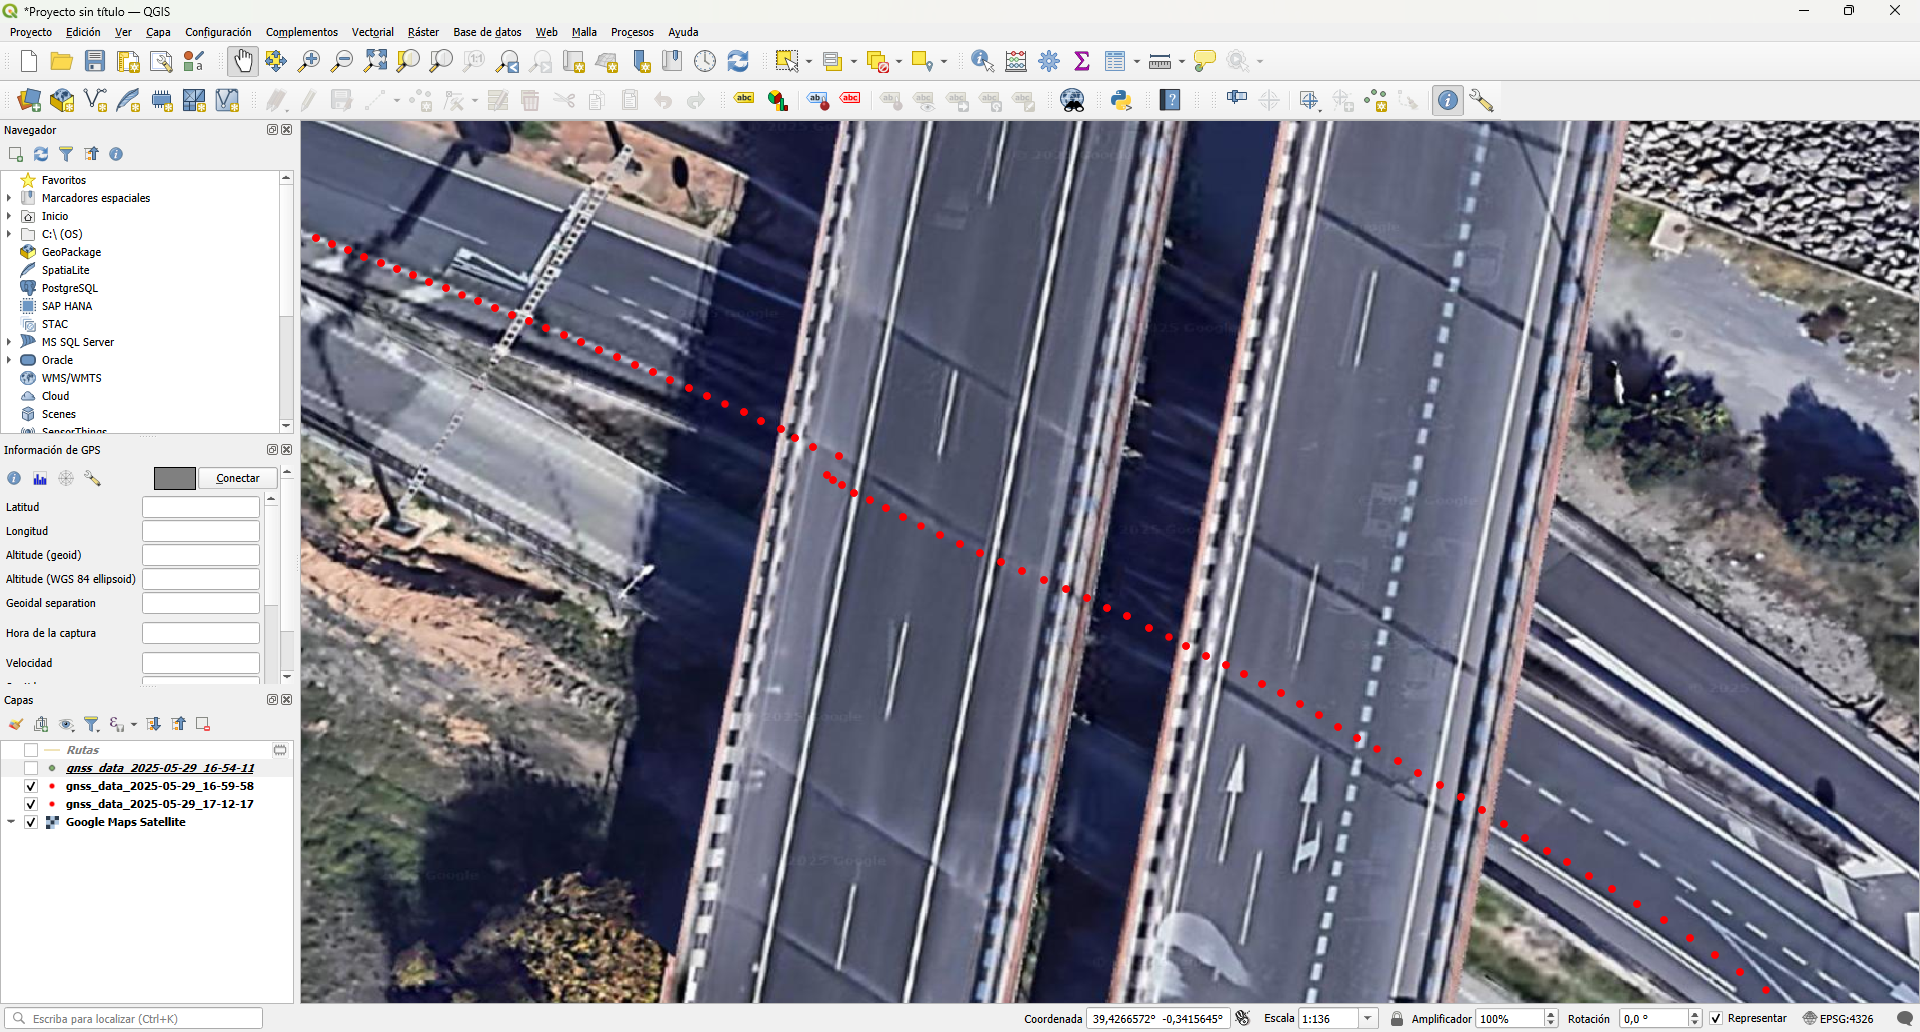 *Proyecto sin título — QGIS
Proyecto Edición Ver Capa Configuración Complementos Vectorial Ráster Base de datos Web Malla Procesos Ayuda
Navegador
Favoritos
Marcadores espaciales
Inicio
C:\ (OS)
GeoPackage
SpatiaLite
PostgreSQL
SAP HANA
STAC
MS SQL Server
Oracle
WMS/WMTS
Cloud
Scenes
SensorThings
Información de GPS
Conectar
Latitud
Longitud
Altitude (geoid)
Altitude (WGS 84 ellipsoid)
Geoidal separation
Hora de la captura
Velocidad
Capas
Rutas
gnss_data_2025-05-29_16-54-11
gnss_data_2025-05-29_16-59-58
gnss_data_2025-05-29_17-12-17
Google Maps Satellite
Escriba para localizar (Ctrl+K)
Coordenada 39,4266572° -0,3415645° Escala 1:136 Amplificador 100% Rotación 0,0 ° Representar EPSG:4326